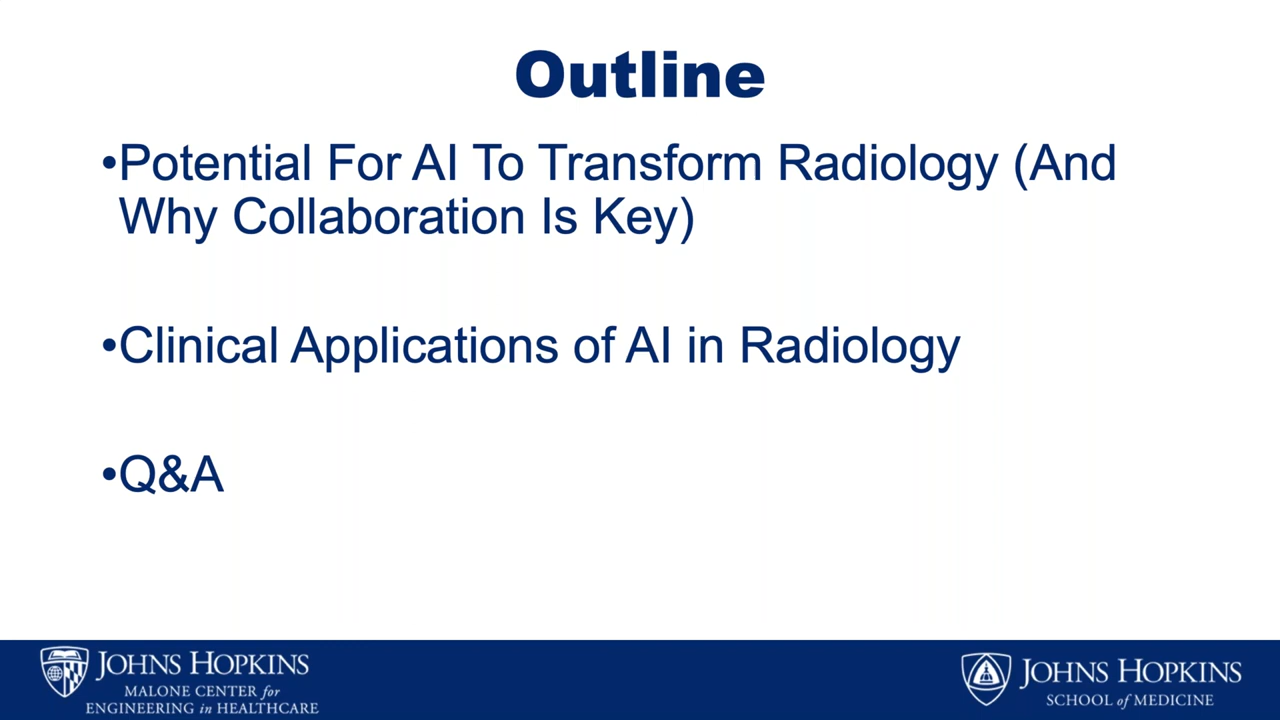 Outline
•Potential For AI To Transform Radiology (And
Why Collaboration Is Key)
•Clinical Applications of AI in Radiology
•Q&A
JOHNS HOPKINS
MALONE CENTER for
ENGINEERING in HEALTHCARE
JOHNS HOPKINS
SCHOOL of MEDICINE